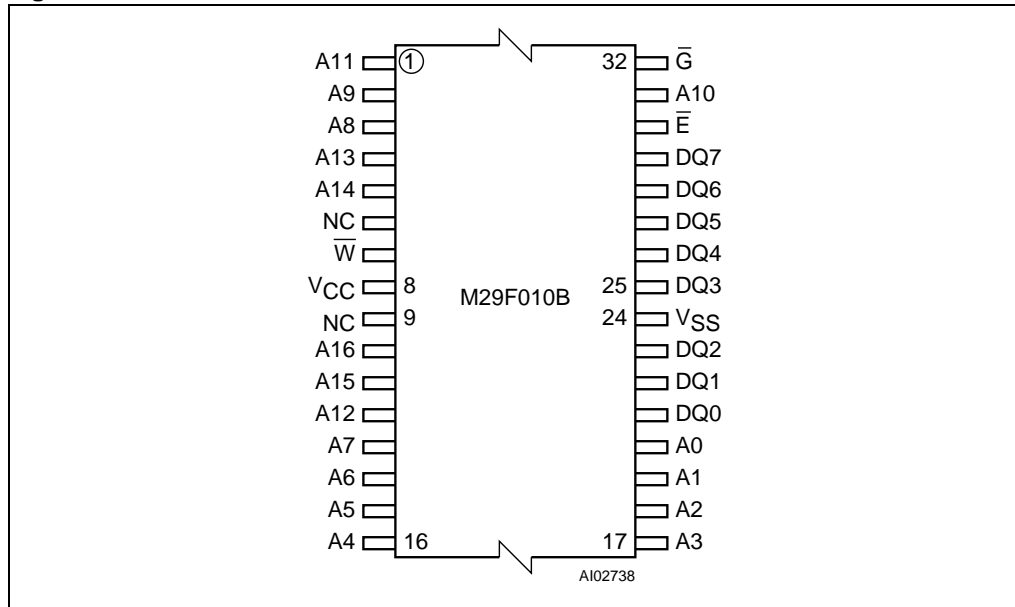 A11 1 32 G̅
A9 A10
A8 E̅
A13 DQ7
A14 DQ6
NC DQ5
W̅ DQ4
VCC 8 25 DQ3
M29F010B
NC 9 24 VSS
A16 DQ2
A15 DQ1
A12 DQ0
A7 A0
A6 A1
A5 A2
A4 16 17 A3
AI02738